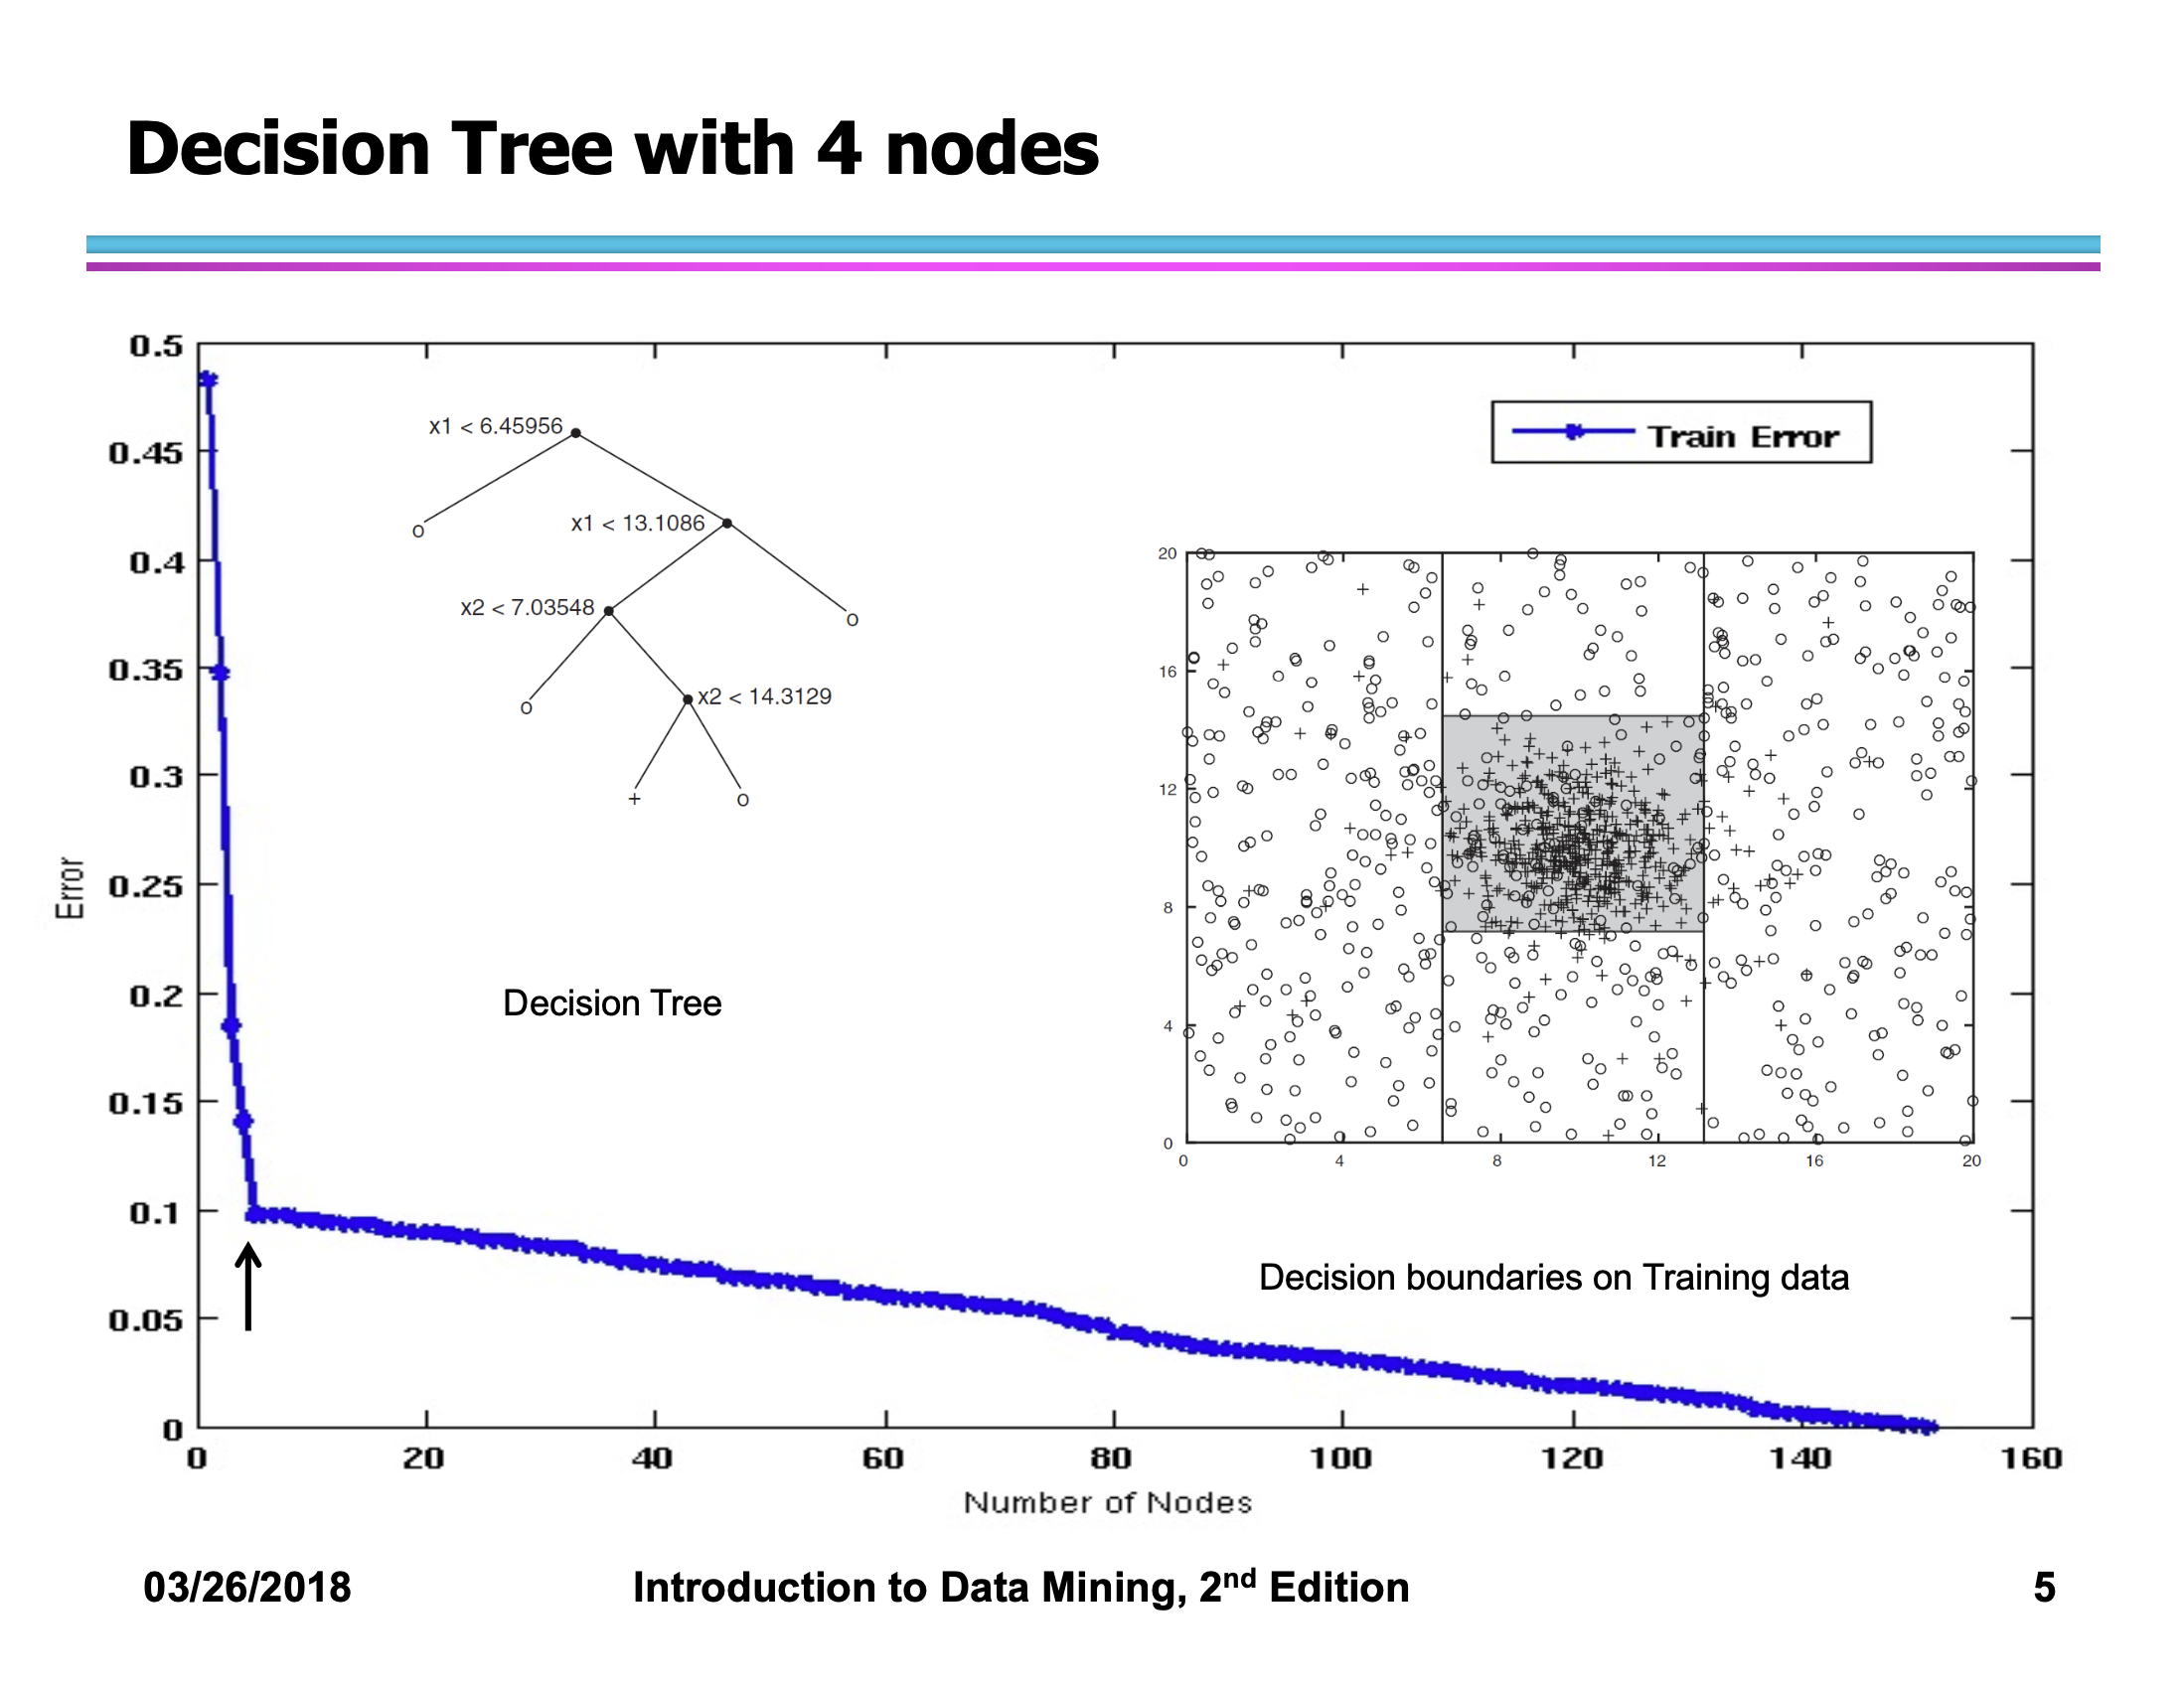 Decision Tree with 4 nodes
0.5
0.45
0.4
0.35
0.3
0.25
0.2
0.15
0.1
0.05
0
Error
x1 < 6.45956
o
x1 < 13.1086
x2 < 7.03548
o
o
x2 < 14.3129
+
o
Decision Tree
Train Error
20
16
12
8
4
0
0 4 8 12 16 20
Decision boundaries on Training data
0 20 40 60 80 100 120 140 160
Number of Nodes
03/26/2018 Introduction to Data Mining, 2nd Edition 5